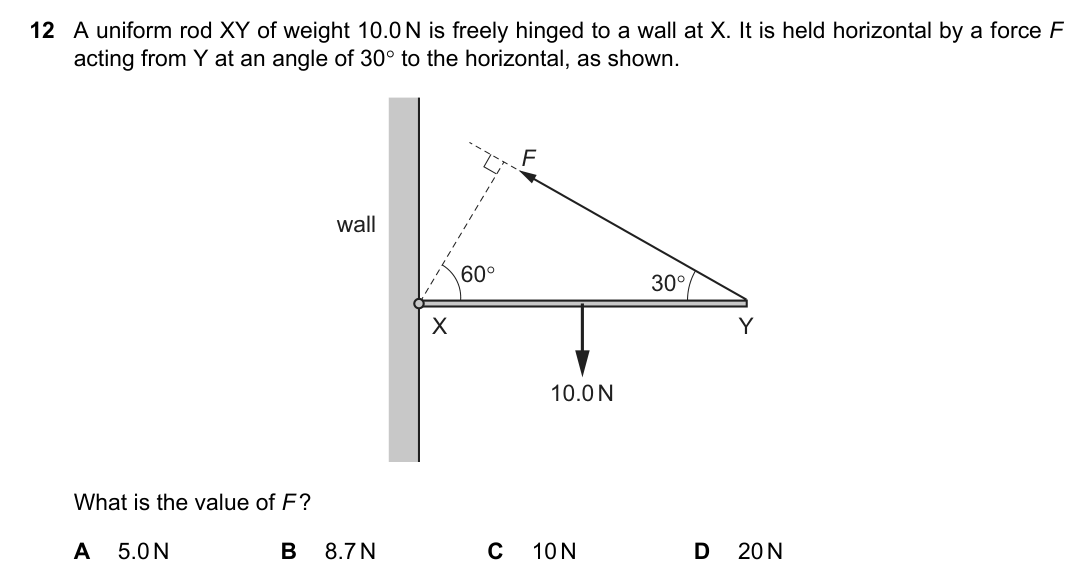 12 A uniform rod XY of weight 10.0 N is freely hinged to a wall at X. It is held horizontal by a force F
acting from Y at an angle of 30° to the horizontal, as shown.
F
wall
60°
30°
X
Y
10.0 N
What is the value of F?
A 5.0 N B 8.7 N C 10 N D 20 N